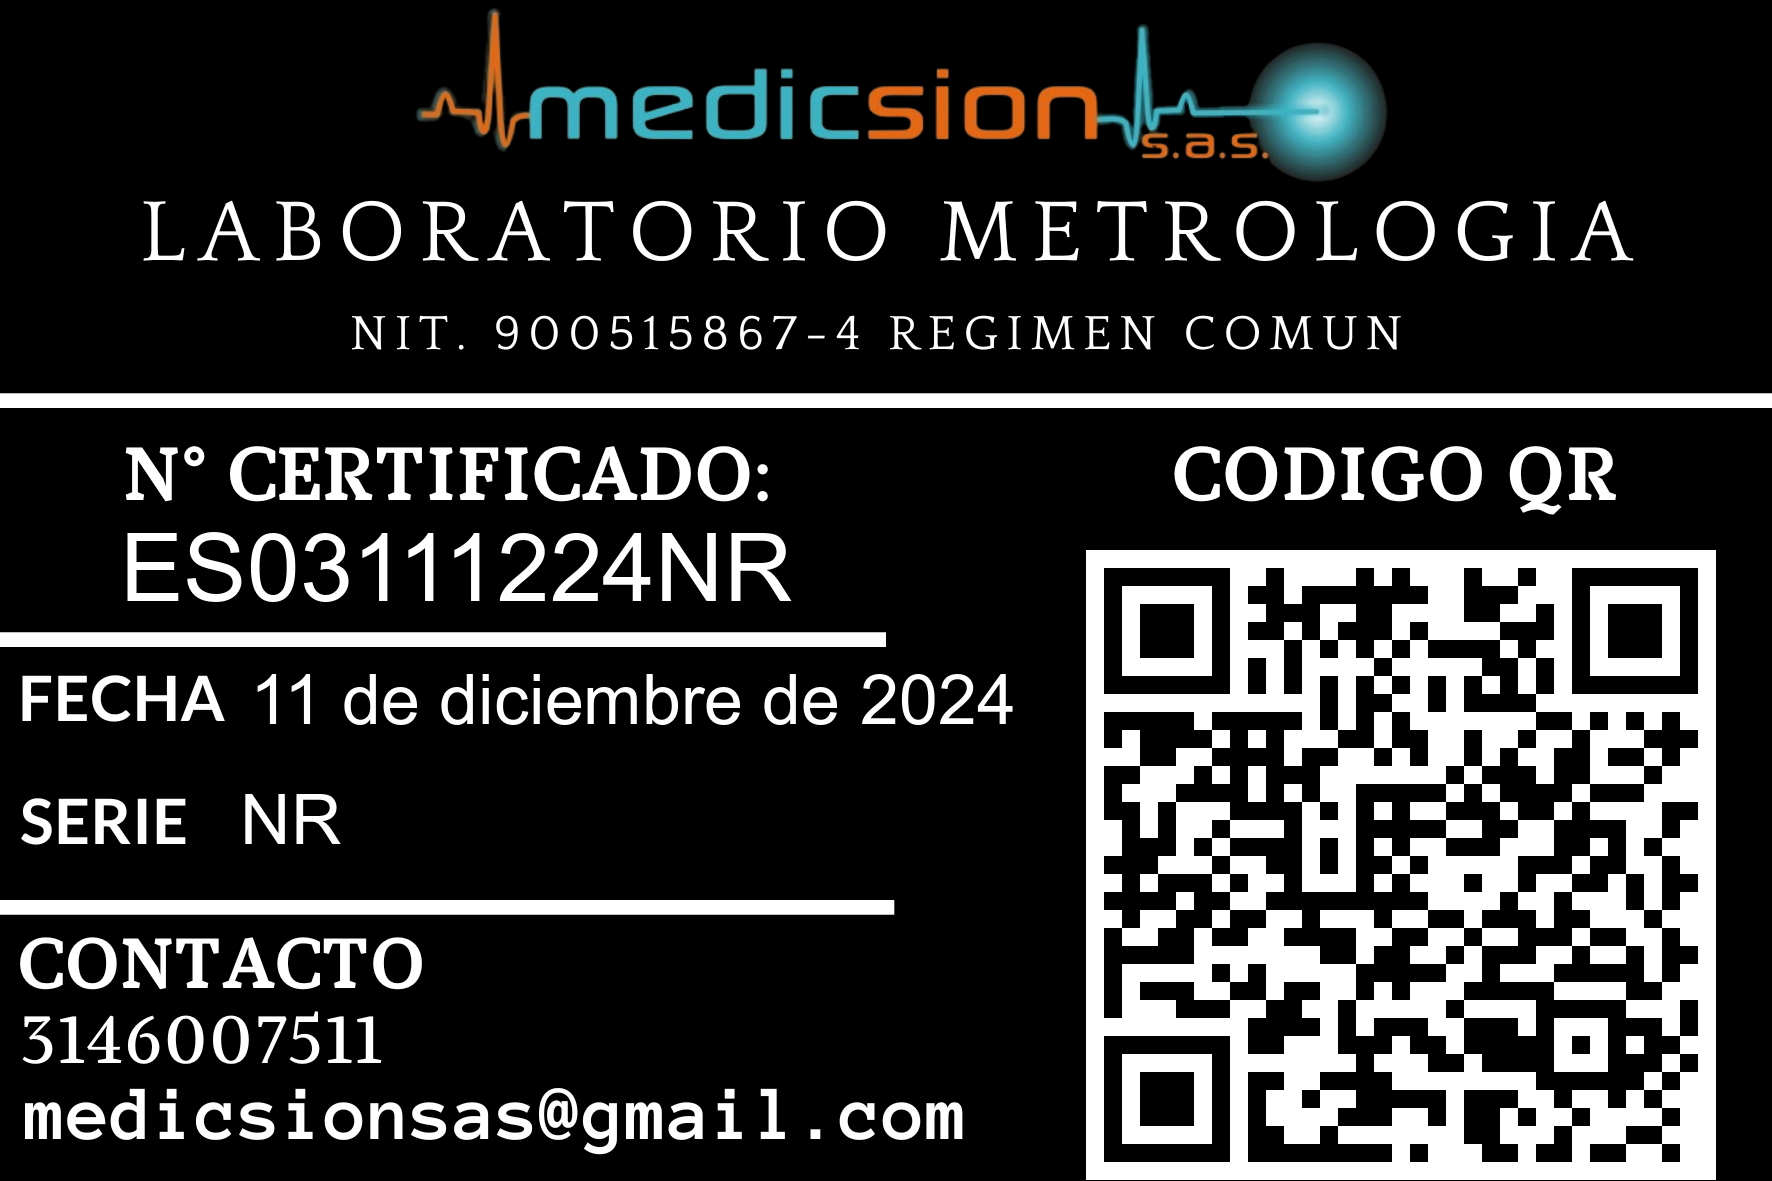 medicsion
s.a.s.
LABORATORIO METROLOGIA
NIT. 900515867-4 REGIMEN COMUN
N° CERTIFICADO:
ES03111224NR
CODIGO QR
FECHA 11 de diciembre de 2024
SERIE NR
CONTACTO
3146007511
medicsionsas@gmail.com